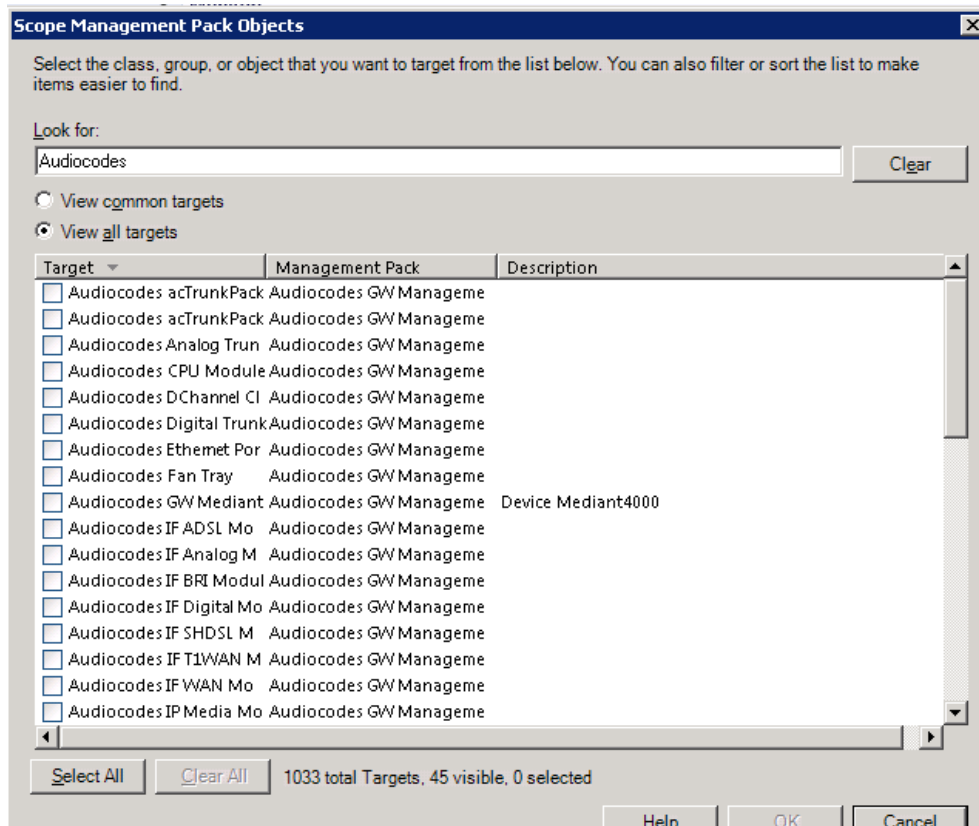 Scope Management Pack Objects
Select the class, group, or object that you want to target from the list below. You can also filter or sort the list to make
items easier to find.
Look for:
Audiocodes
Clear
View common targets
View all targets
Target Management Pack Description
Audiocodes acTrunkPack Audiocodes GW Manageme
Audiocodes acTrunkPack Audiocodes GW Manageme
Audiocodes Analog Trun Audiocodes GW Manageme
Audiocodes CPU Module Audiocodes GW Manageme
Audiocodes DChannel Cl Audiocodes GW Manageme
Audiocodes Digital Trunk Audiocodes GW Manageme
Audiocodes Ethernet Por Audiocodes GW Manageme
Audiocodes Fan Tray Audiocodes GW Manageme
Audiocodes GW Mediant Audiocodes GW Manageme Device Mediant4000
Audiocodes IF ADSL Mo Audiocodes GW Manageme
Audiocodes IF Analog M Audiocodes GW Manageme
Audiocodes IF BRI Modul Audiocodes GW Manageme
Audiocodes IF Digital Mo Audiocodes GW Manageme
Audiocodes IF SHDSL M Audiocodes GW Manageme
Audiocodes IF T1WAN M Audiocodes GW Manageme
Audiocodes IF WAN Mo Audiocodes GW Manageme
Audiocodes IP Media Mo Audiocodes GW Manageme
Select All Clear All 1033 total Targets, 45 visible, 0 selected
Help OK Cancel